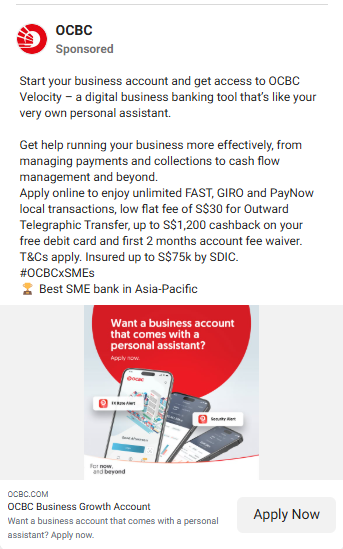 OCBC
Sponsored
Start your business account and get access to OCBC
Velocity – a digital business banking tool that's like your
very own personal assistant.
Get help running your business more effectively, from
managing payments and collections to cash flow
management and beyond.
Apply online to enjoy unlimited FAST, GIRO and PayNow
local transactions, low flat fee of S$30 for Outward
Telegraphic Transfer, up to S$1,200 cashback on your
free debit card and first 2 months account fee waiver.
T&Cs apply. Insured up to S$75k by SDIC.
#OCBCxSMEs
🏆 Best SME bank in Asia-Pacific
Want a business account
that comes with a
personal assistant?
Apply now.
OCBC
FX Rate Alert
Security Alert
For now,
and beyond
OCBC.COM
OCBC Business Growth Account
Want a business account that comes with a personal
assistant? Apply now.
Apply Now